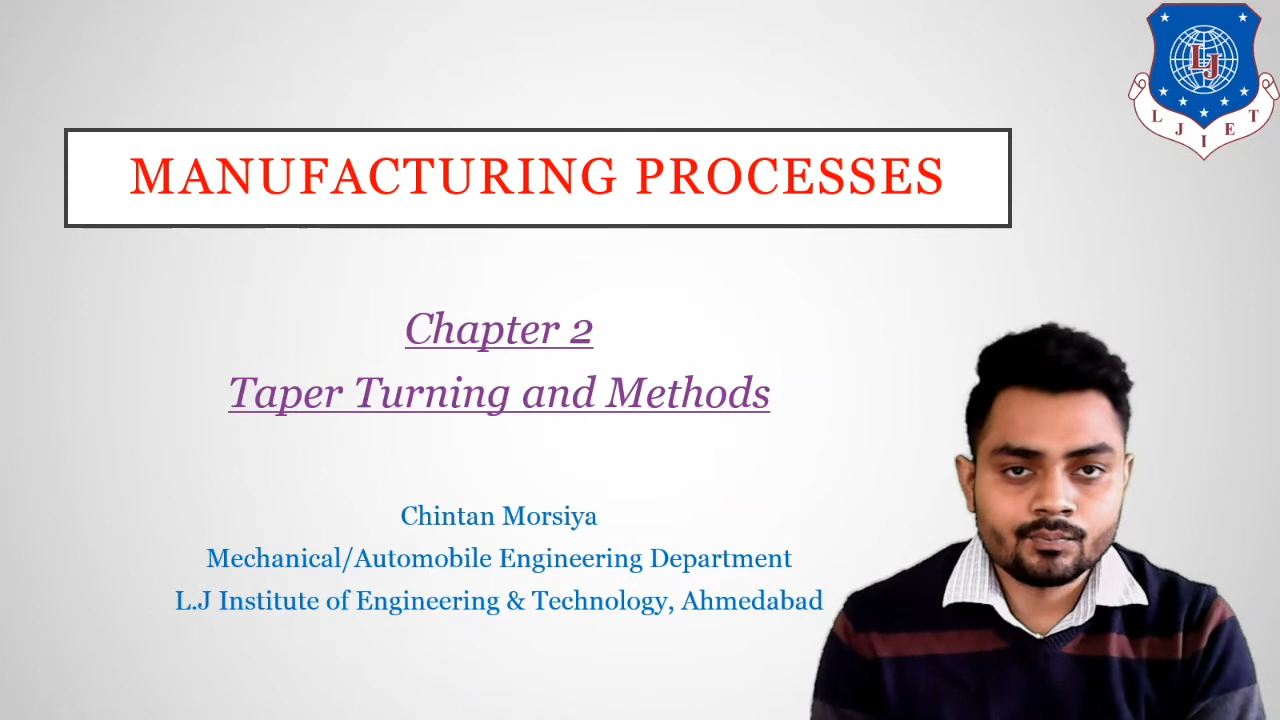 MANUFACTURING PROCESSES
Chapter 2
Taper Turning and Methods
Chintan Morsiya
Mechanical/Automobile Engineering Department
L.J Institute of Engineering & Technology, Ahmedabad
LJ
L J I E T